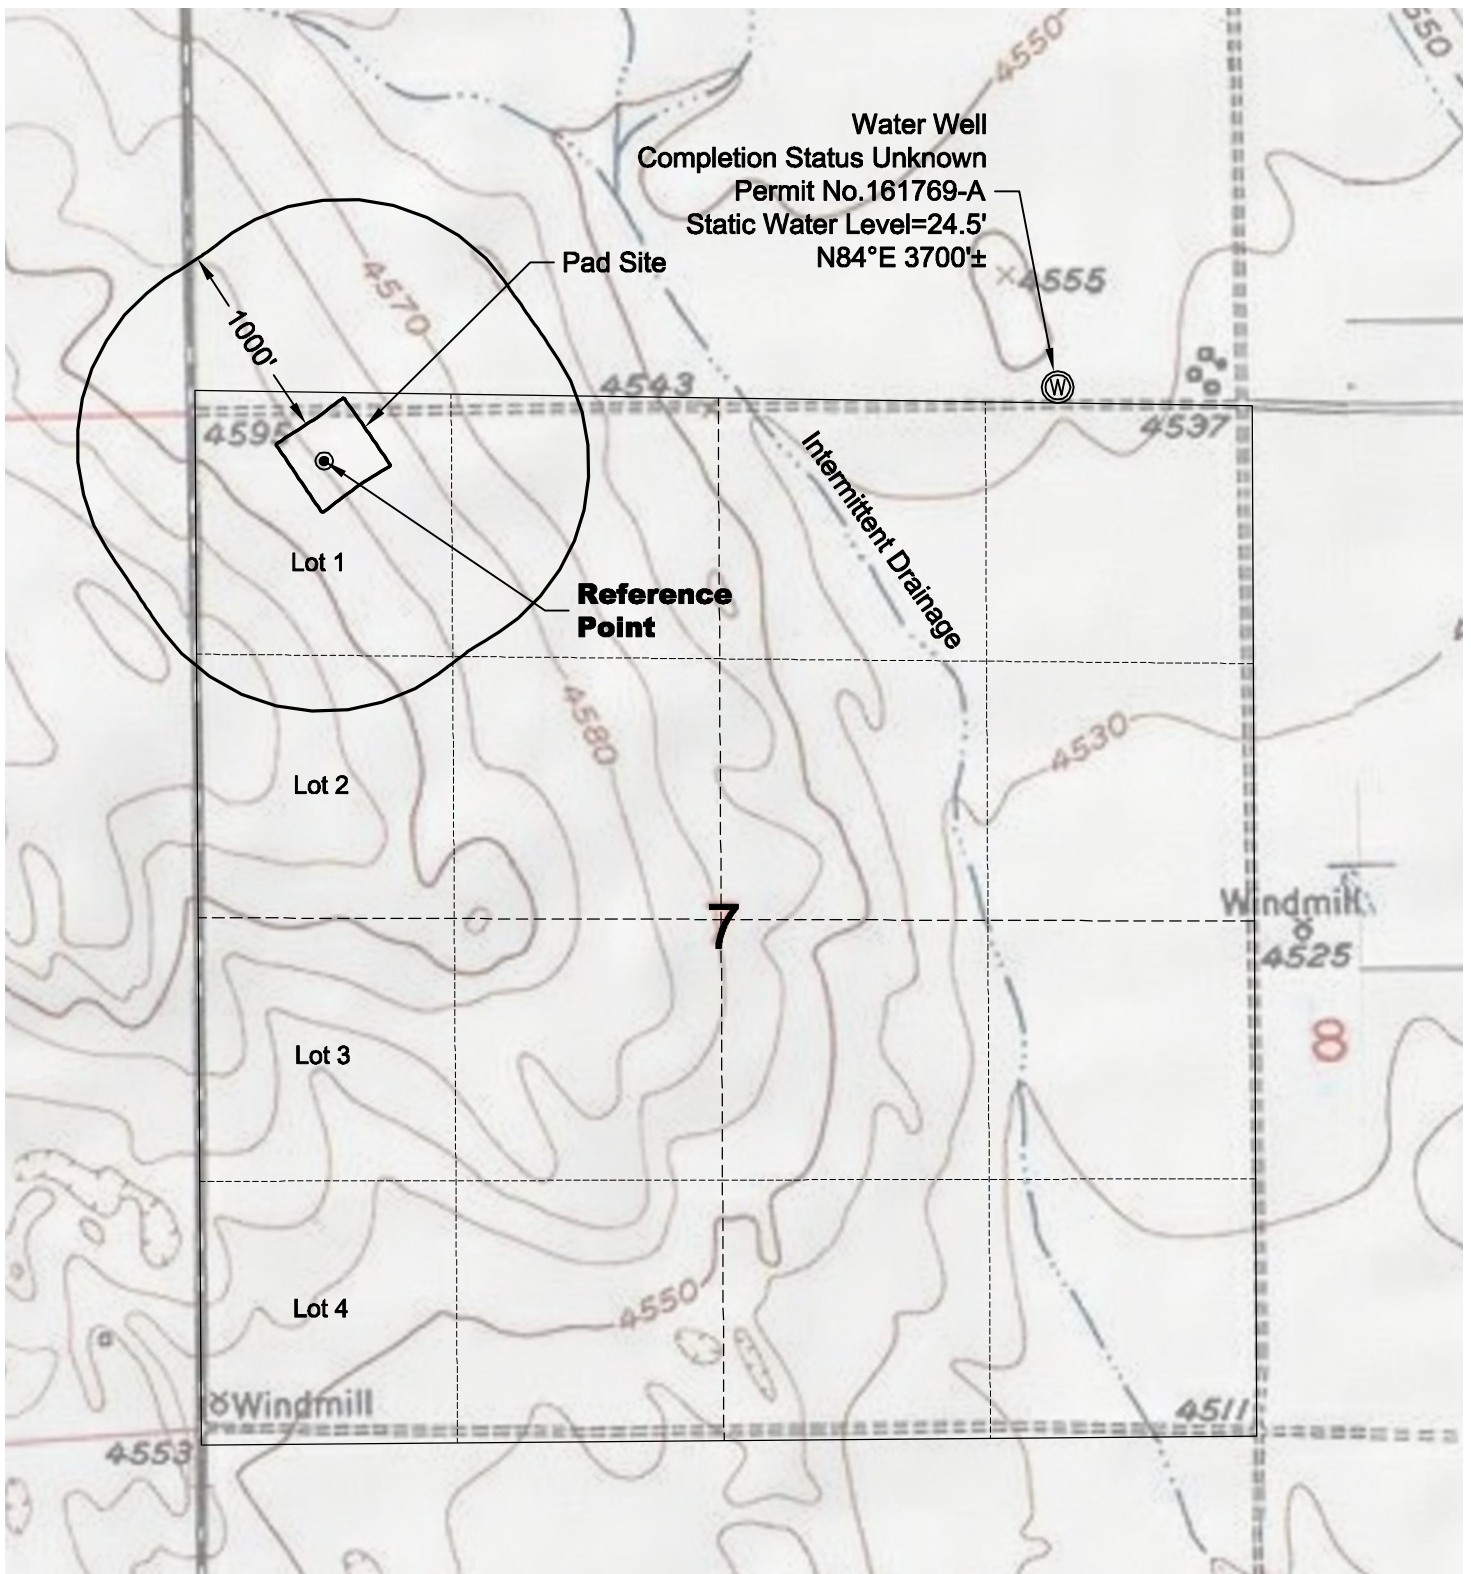 4550
550
Water Well
Completion Status Unknown
Permit No.161769-A
Static Water Level=24.5'
N84°E 3700'±
Pad Site
4570
4555
1000'
W
4543
4595
4537
Intermittent Drainage
Lot 1
Reference
Point
4580
4530
Lot 2
7
Windmill
4525
8
Lot 3
4550
Lot 4
Windmill
4511
4553